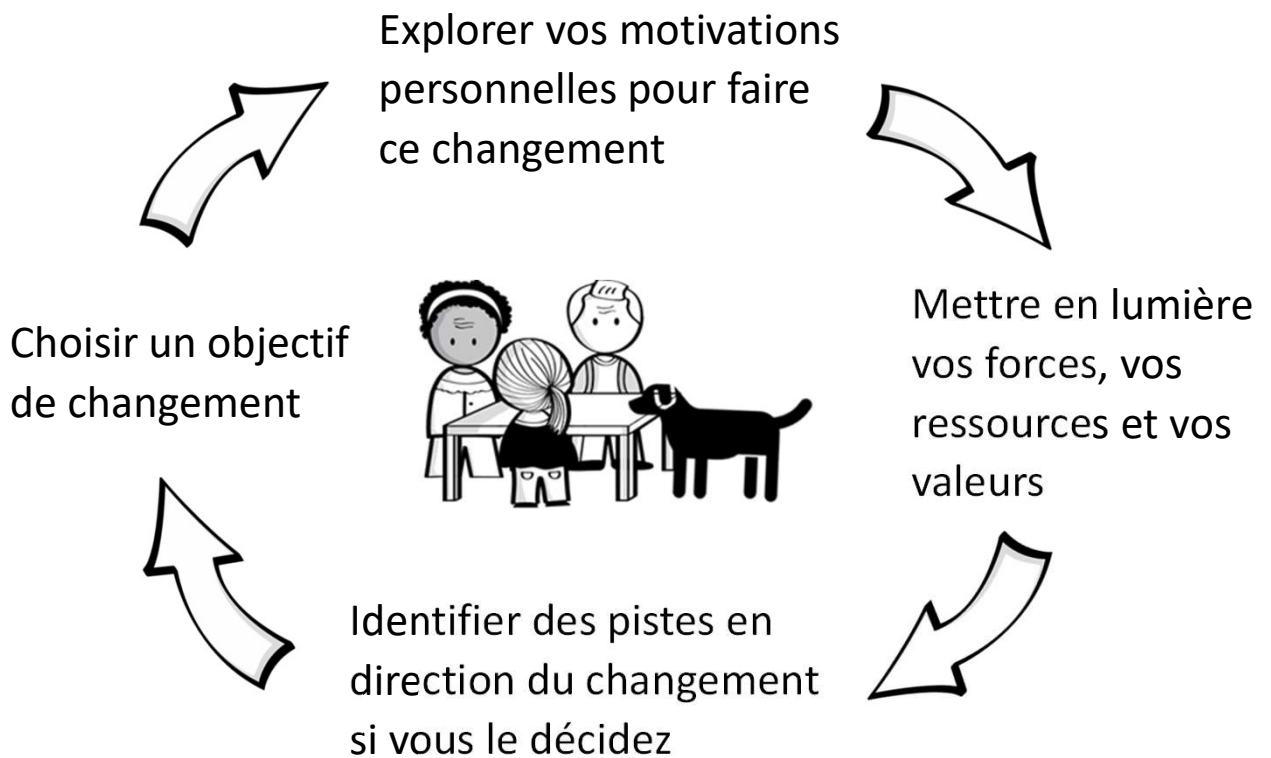 Explorer vos motivations
personnelles pour faire
ce changement
Mettre en lumière
vos forces, vos
ressources et vos
valeurs
Identifier des pistes en
direction du changement
si vous le décidez
Choisir un objectif
de changement